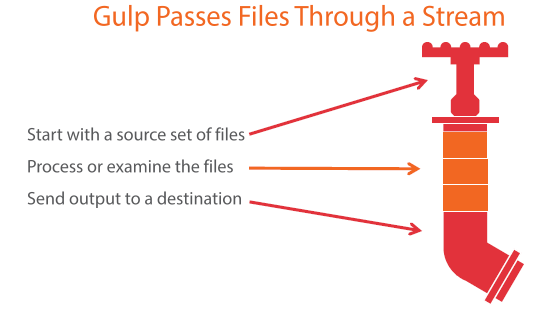 Gulp Passes Files Through a Stream
Start with a source set of files
Process or examine the files
Send output to a destination